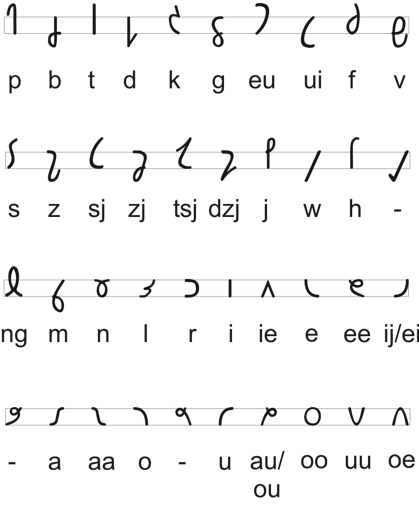 p b t d k g eu ui f v
s z sj zj tsj dzj j w h -
ng m n l r i ie e ee ij/ei
- a aa o - u au/ oo uu oe
ou